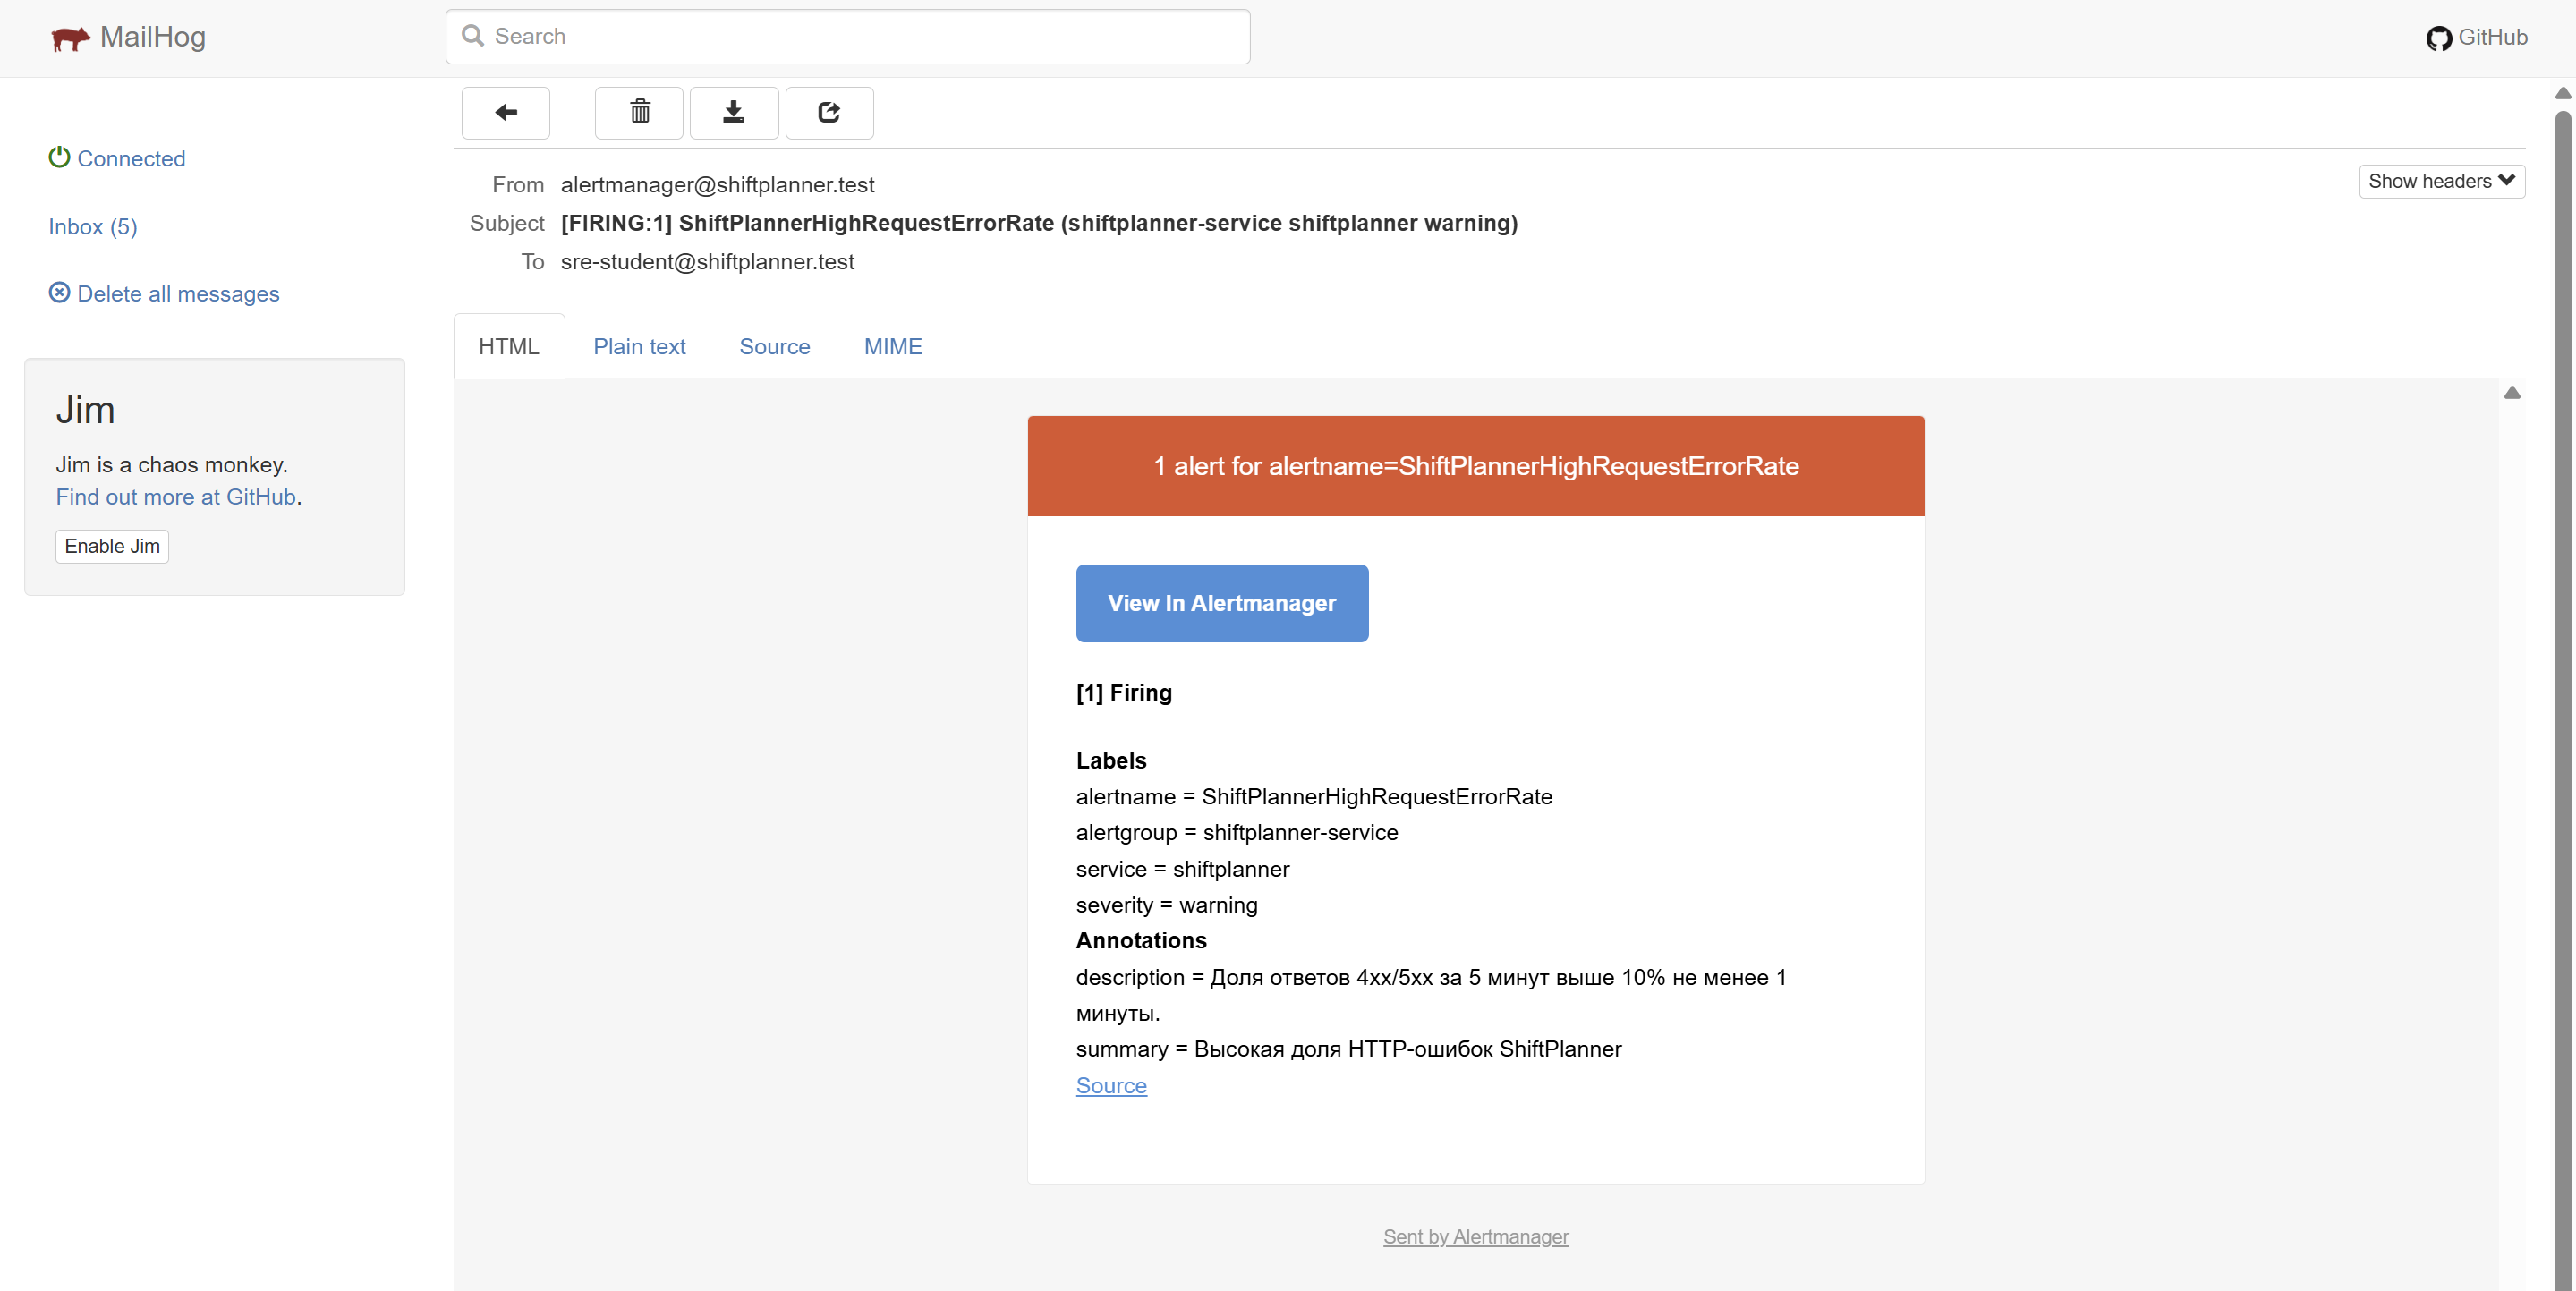 MailHog
Search
GitHub
Connected
Inbox (5)
Delete all messages
Jim
Jim is a chaos monkey.
Find out more at GitHub.
Enable Jim
From alertmanager@shiftplanner.test
Show headers
Subject [FIRING:1] ShiftPlannerHighRequestErrorRate (shiftplanner-service shiftplanner warning)
To sre-student@shiftplanner.test
HTML Plain text Source MIME
1 alert for alertname=ShiftPlannerHighRequestErrorRate
View In Alertmanager
[1] Firing
Labels
alertname = ShiftPlannerHighRequestErrorRate
alertgroup = shiftplanner-service
service = shiftplanner
severity = warning
Annotations
description = Доля ответов 4xx/5xx за 5 минут выше 10% не менее 1
минуты.
summary = Высокая доля HTTP-ошибок ShiftPlanner
Source
Sent by Alertmanager